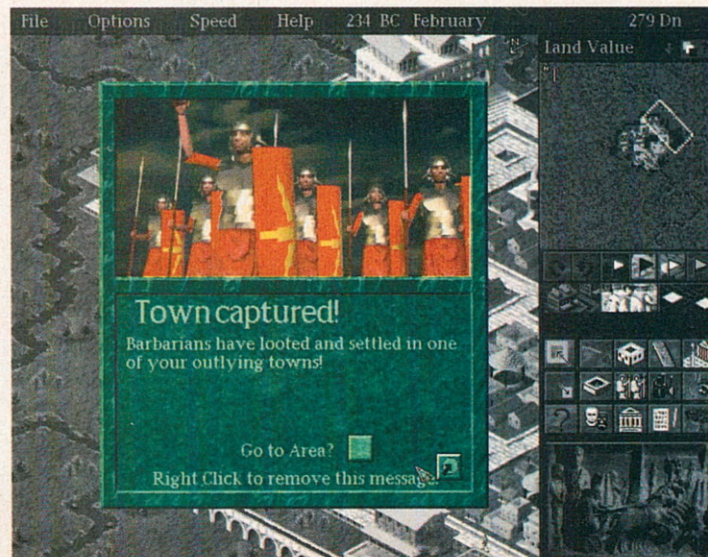 File Options Speed Help 234 BC February 279 Dn
Land Value
N
Town captured!
Barbarians have looted and settled in one
of your outlying towns!
Go to Area?
Right Click to remove this message